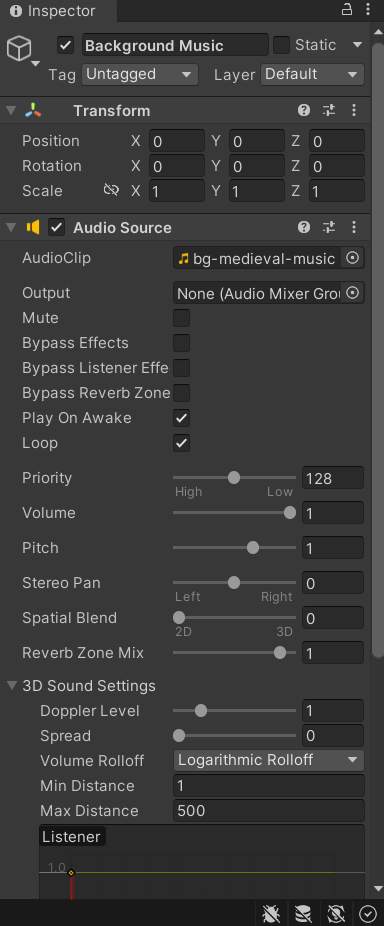 Inspector
Background Music Static
Tag Untagged Layer Default
Transform
Position X 0 Y 0 Z 0
Rotation X 0 Y 0 Z 0
Scale X 1 Y 1 Z 1
Audio Source
AudioClip bg-medieval-music
Output None (Audio Mixer Grou
Mute
Bypass Effects
Bypass Listener Effe
Bypass Reverb Zone
Play On Awake
Loop
Priority 128
High Low
Volume 1
Pitch 1
Stereo Pan 0
Left Right
Spatial Blend 0
2D 3D
Reverb Zone Mix 1
3D Sound Settings
Doppler Level 1
Spread 0
Volume Rolloff Logarithmic Rolloff
Min Distance 1
Max Distance 500
Listener
1.0